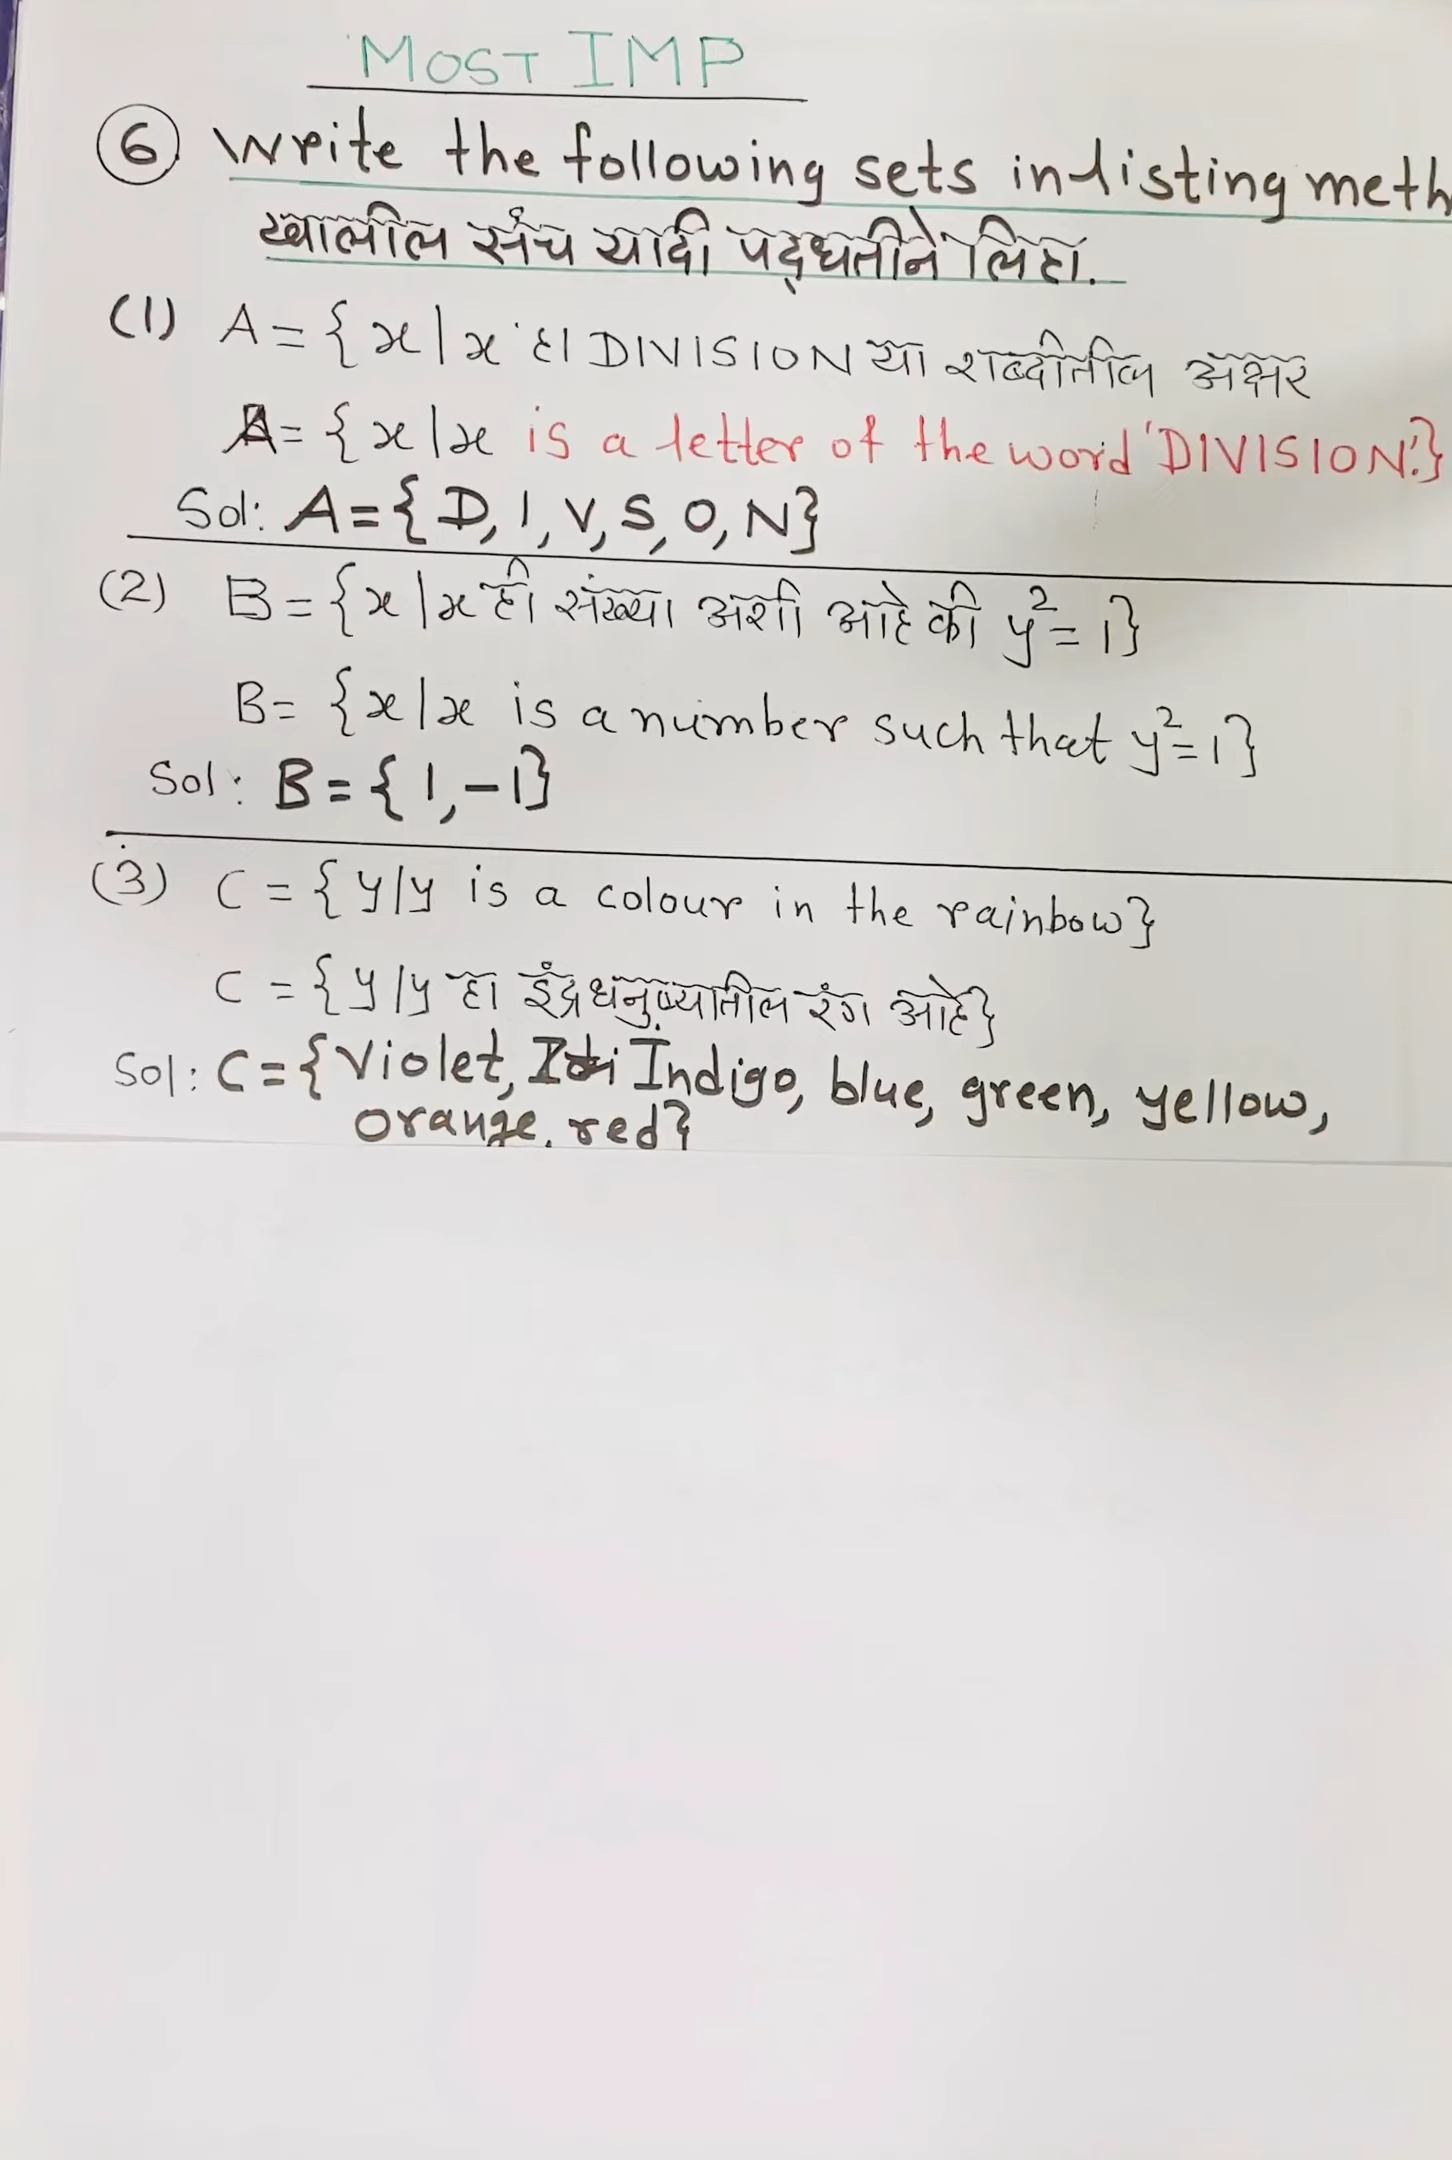 MOST IMP
6 Write the following sets in listing meth
खालील संच यादी पद्धतीने लिहा.
(1) A = {x | x हा DIVISION या शब्दातील अक्षर
A = {x | x is a letter of the word 'DIVISION'.}
Sol: A = {D, I, V, S, O, N}
(2) B = {x | x ही संख्या अशी आहे की y² = 1}
B = {x | x is a number such that y² = 1}
Sol: B = {1, -1}
(3) C = {y | y is a colour in the rainbow}
C = {y | y हा इंद्रधनुष्यातील रंग आहे}
Sol: C = {Violet, Indigo, blue, green, yellow,
orange, red}